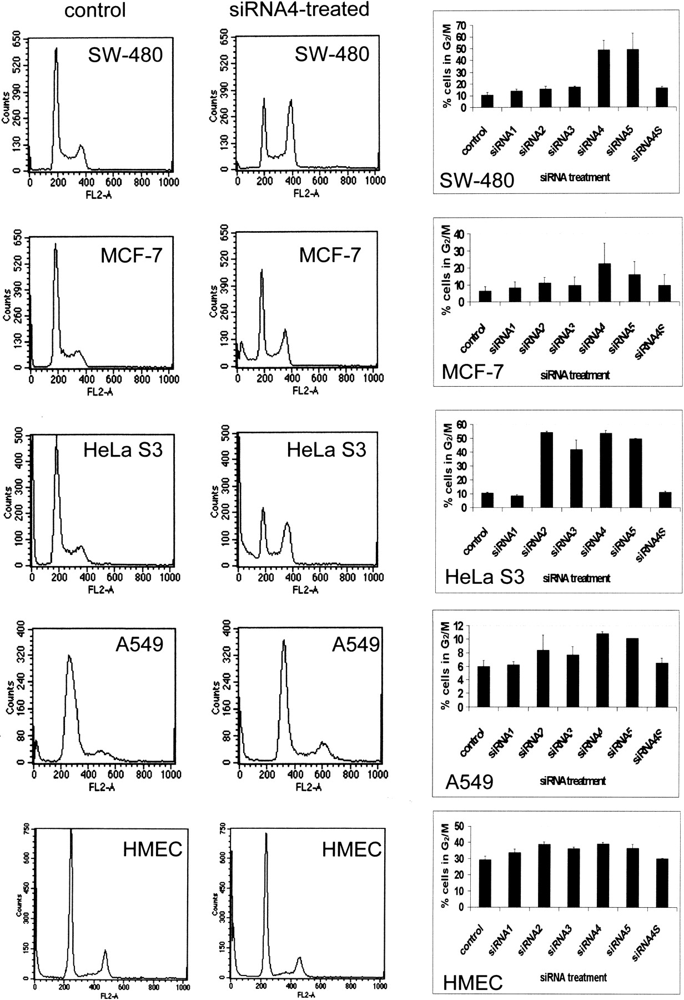 control
siRNA4-treated
650
520
390
260
130
0
Counts
SW-480
0 200 400 600 800 1000
FL2-A
650
520
390
260
130
0
Counts
SW-480
0 200 400 600 800 1000
FL2-A
70
60
50
40
30
20
10
0
% cells in G2/M
control siRNA1 siRNA2 siRNA3 siRNA4 siRNA5 siRNA4S
SW-480
siRNA treatment
650
520
390
260
130
0
Counts
MCF-7
0 200 400 600 800 1000
FL2-A
650
520
390
260
130
0
Counts
MCF-7
0 200 400 600 800 1000
FL2-A
40
30
20
10
0
% cells in G2/M
control siRNA1 siRNA2 siRNA3 siRNA4 siRNA5 siRNA4S
MCF-7
siRNA treatment
500
400
300
200
100
0
Counts
HeLa S3
0 200 400 600 800 1000
FL2-A
500
400
300
200
100
0
Counts
HeLa S3
0 200 400 600 800 1000
FL2-A
60
50
40
30
20
10
0
% cells in G2/M
control siRNA1 siRNA2 siRNA3 siRNA4 siRNA5 siRNA4S
HeLa S3
siRNA treatment
400
320
240
160
80
0
Counts
A549
0 200 400 600 800 1000
FL2-A
400
320
240
160
80
0
Counts
A549
0 200 400 600 800 1000
FL2-A
12
10
8
6
4
2
0
% cells in G2/M
control siRNA1 siRNA2 siRNA3 siRNA4 siRNA5 siRNA4S
A549
siRNA treatment
750
600
450
300
150
0
Counts
HMEC
0 200 400 600 800 1000
FL2-A
750
600
450
300
150
0
Counts
HMEC
0 200 400 600 800 1000
FL2-A
50
40
30
20
10
0
% cells in G2/M
control siRNA1 siRNA2 siRNA3 siRNA4 siRNA5 siRNA4S
HMEC
siRNA treatment